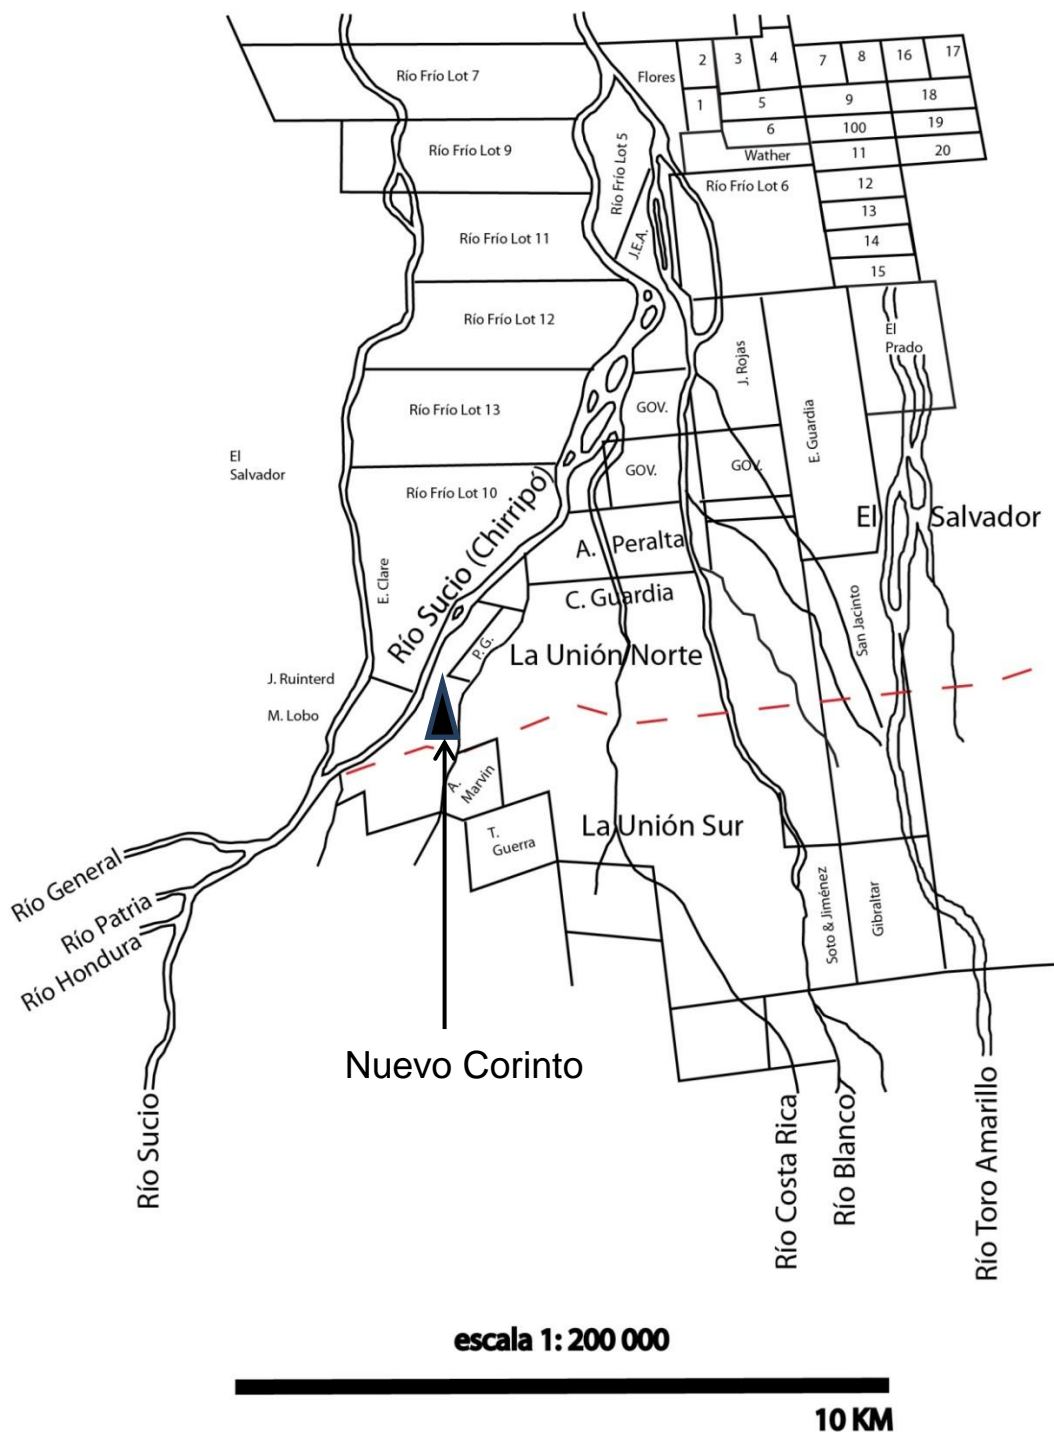 2
3
4
7
8
16
17
Río Frío Lot 7
Flores
1
5
9
18
6
100
19
Río Frío Lot 9
Río Frío Lot 5
Wather
11
20
Río Frío Lot 6
12
13
Río Frío Lot 11
J.E.A.
14
15
Río Frío Lot 12
El
Prado
J. Rojas
Río Frío Lot 13
GOV.
E. Guardia
El
Salvador
GOV.
GOV.
Río Frío Lot 10
Río Sucio (Chirripó)
El Salvador
A. Peralta
E. Clare
C. Guardia
San Jacinto
P.G.
La Unión Norte
J. Ruinterd
M. Lobo
A.
Marvin
T.
Guerra
La Unión Sur
Río General
Río Patria
Río Hondura
Soto & Jiménez
Gibraltar
Nuevo Corinto
Río Sucio
Río Costa Rica
Río Blanco
Río Toro Amarillo
escala 1: 200 000
10 KM